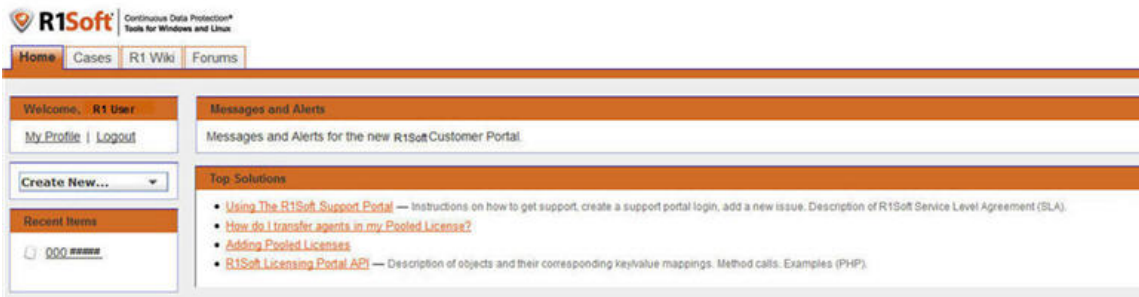 R1Soft Continuous Data Protection®
Tools for Windows and Linux
Home Cases R1 Wiki Forums
Welcome, R1 User
My Profile | Logout
Create New...
Recent Items
000 #####
Messages and Alerts
Messages and Alerts for the new R1Soft Customer Portal.
Top Solutions
• Using The R1Soft Support Portal — Instructions on how to get support, create a support portal login, add a new issue. Description of R1Soft Service Level Agreement (SLA).
• How do I transfer agents in my Pooled License?
• Adding Pooled Licenses
• R1Soft Licensing Portal API — Description of objects and their corresponding key/value mappings. Method calls. Examples (PHP).